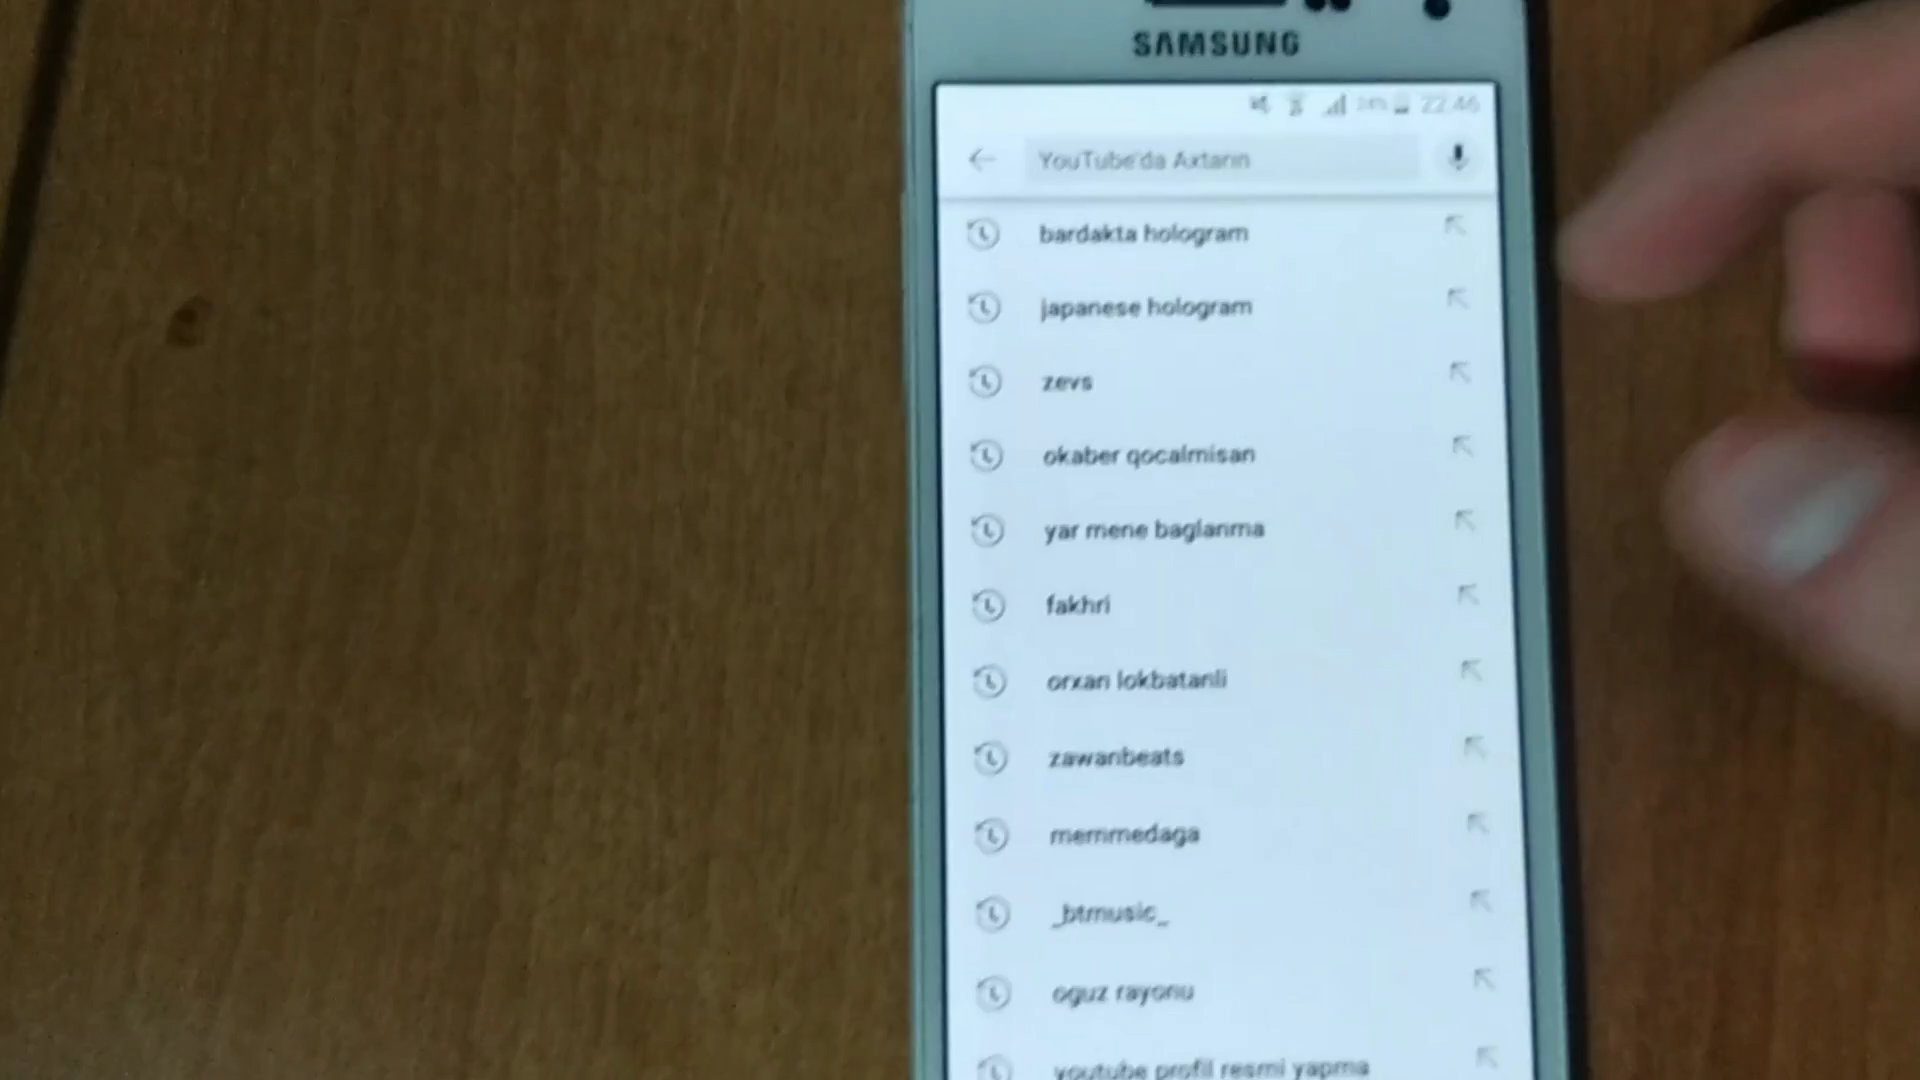 SAMSUNG
22:46
YouTube'da Axtarın
bardakta hologram
japanese hologram
zevs
okaber qocalmisan
yar mene baglanma
fakhri
orxan lokbatanli
zawanbeats
memmedaga
_btmusic_
oguz rayonu
youtube profil resmi yapma